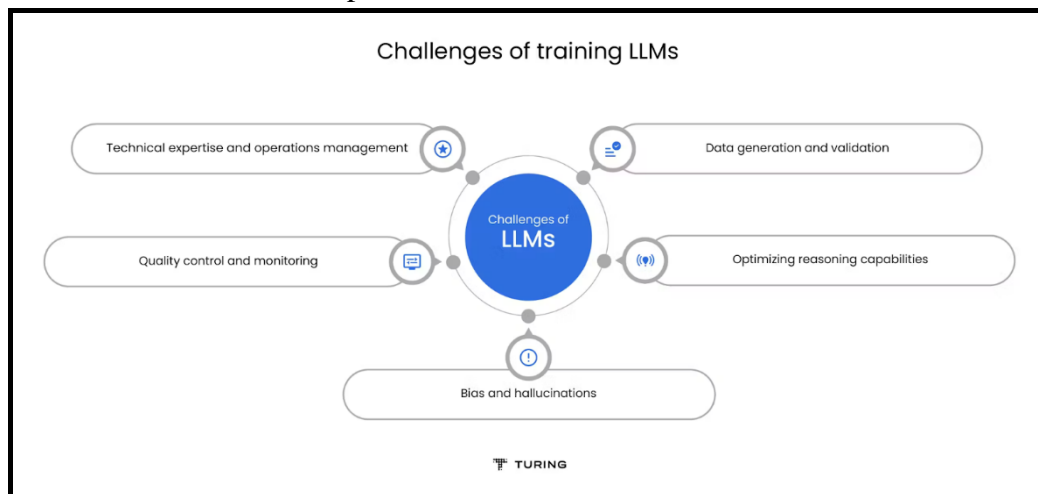 Challenges of training LLMs
Technical expertise and operations management
Data generation and validation
Challenges of
LLMs
Quality control and monitoring
Optimizing reasoning capabilities
Bias and hallucinations
TURING